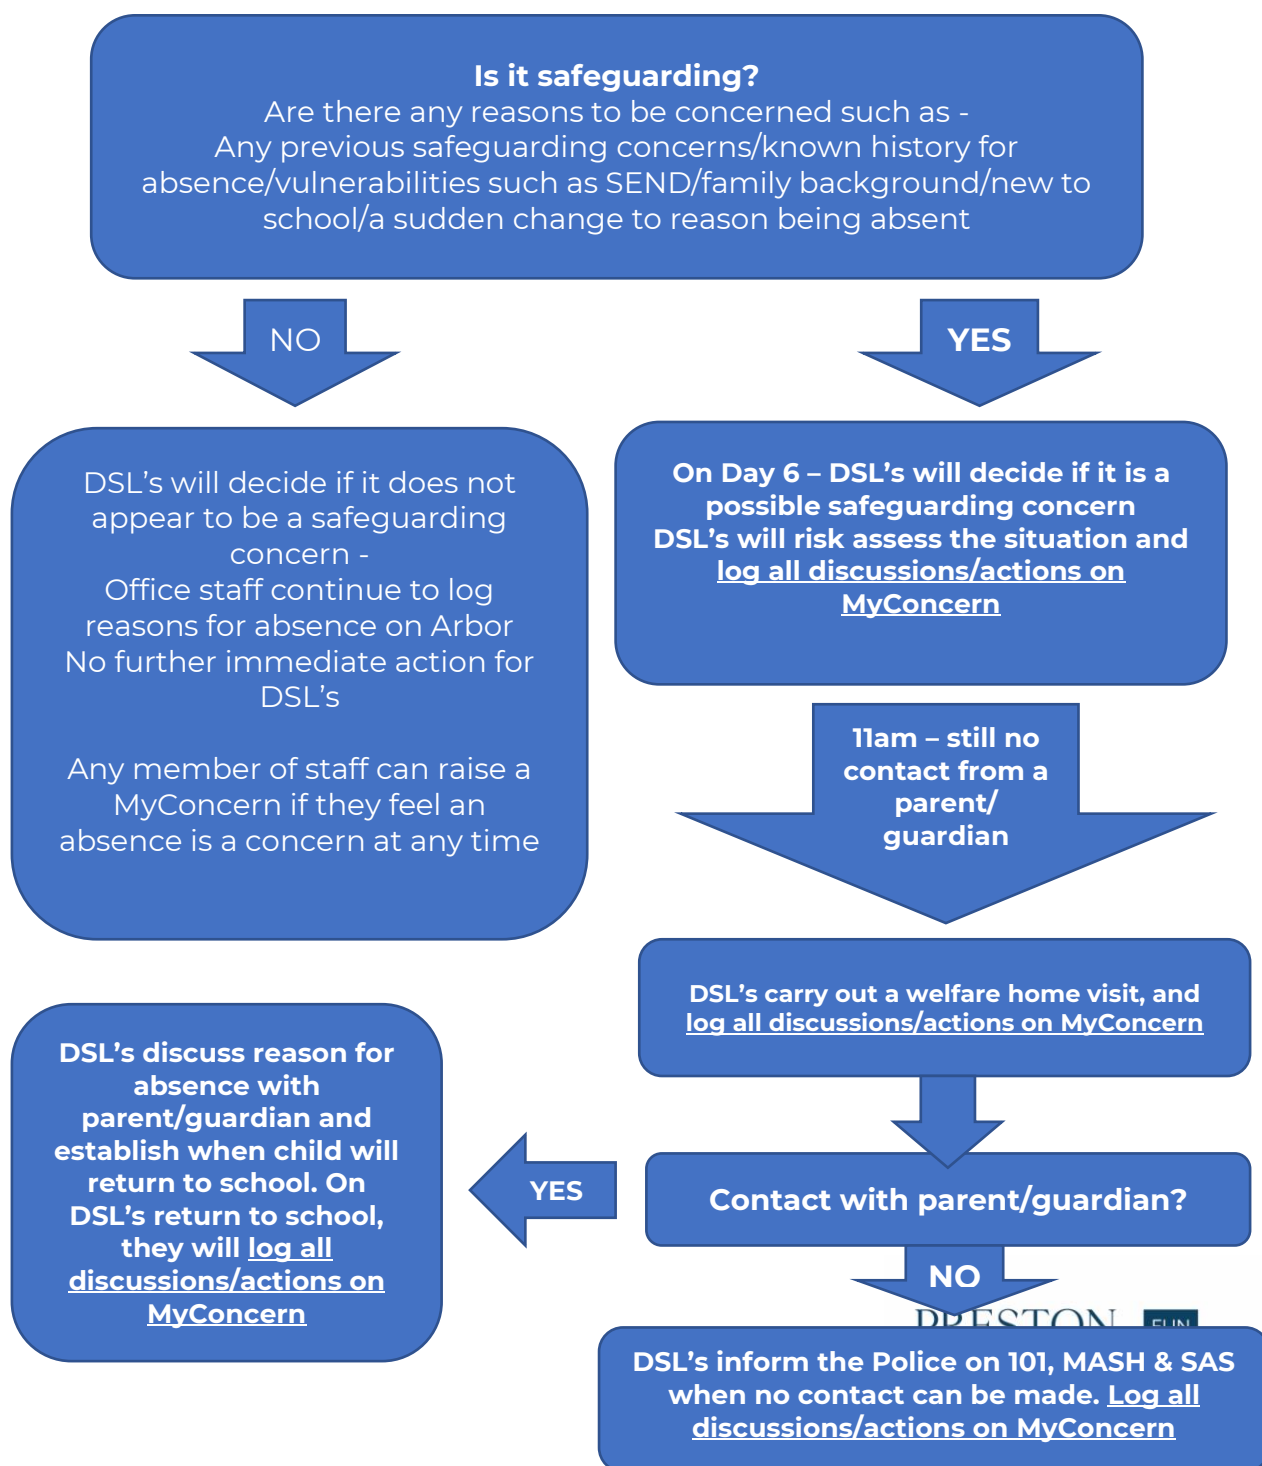 Is it safeguarding?
Are there any reasons to be concerned such as -
Any previous safeguarding concerns/known history for
absence/vulnerabilities such as SEND/family background/new to
school/a sudden change to reason being absent
NO
YES
DSL’s will decide if it does not
appear to be a safeguarding
concern -
Office staff continue to log
reasons for absence on Arbor
No further immediate action for
DSL’s
Any member of staff can raise a
MyConcern if they feel an
absence is a concern at any time
On Day 6 – DSL’s will decide if it is a
possible safeguarding concern
DSL’s will risk assess the situation and
log all discussions/actions on
MyConcern
11am – still no
contact from a
parent/
guardian
DSL’s carry out a welfare home visit, and
log all discussions/actions on MyConcern
Contact with parent/guardian?
YES
DSL’s discuss reason for
absence with
parent/guardian and
establish when child will
return to school. On
DSL’s return to school,
they will log all
discussions/actions on
MyConcern
NO
PRESTON
FUN
DSL’s inform the Police on 101, MASH & SAS
when no contact can be made. Log all
discussions/actions on MyConcern